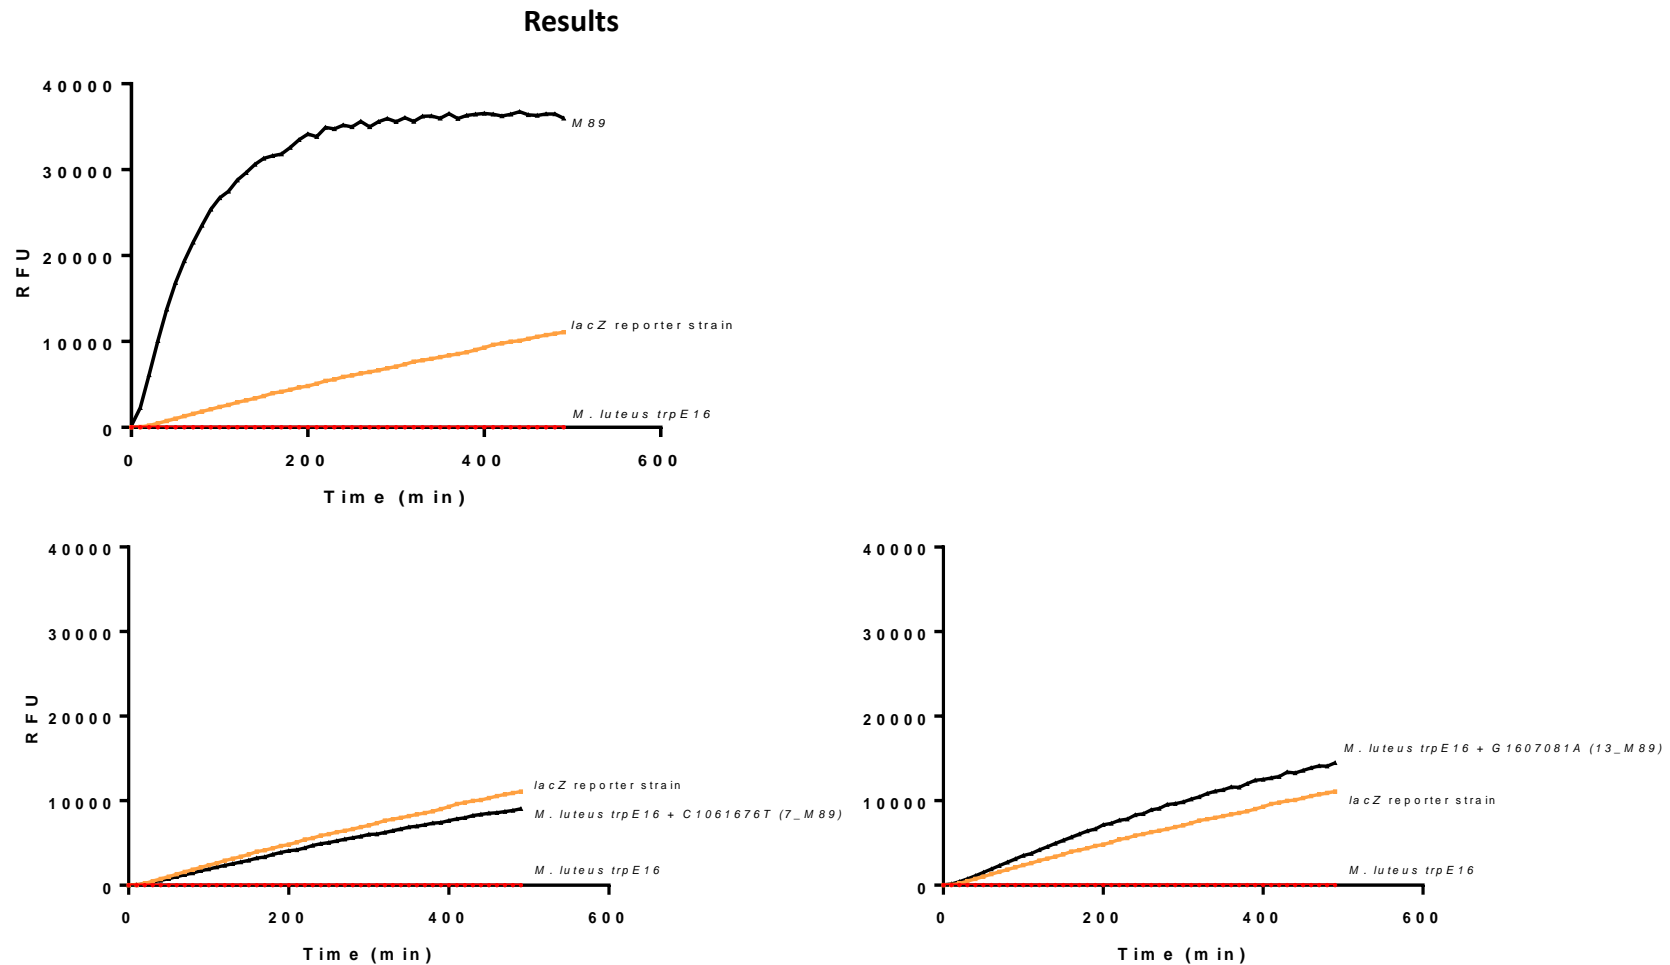 Results
40000
30000
20000
10000
0
RFU
M89
lacZ reporter strain
M. luteus trpE16
0 200 400 600
Time (min)
40000
30000
20000
10000
0
RFU
lacZ reporter strain
M. luteus trpE16 + C1061676T (7_M89)
M. luteus trpE16
0 200 400 600
Time (min)
40000
30000
20000
10000
0
M. luteus trpE16 + G1607081A (13_M89)
lacZ reporter strain
M. luteus trpE16
0 200 400 600
Time (min)